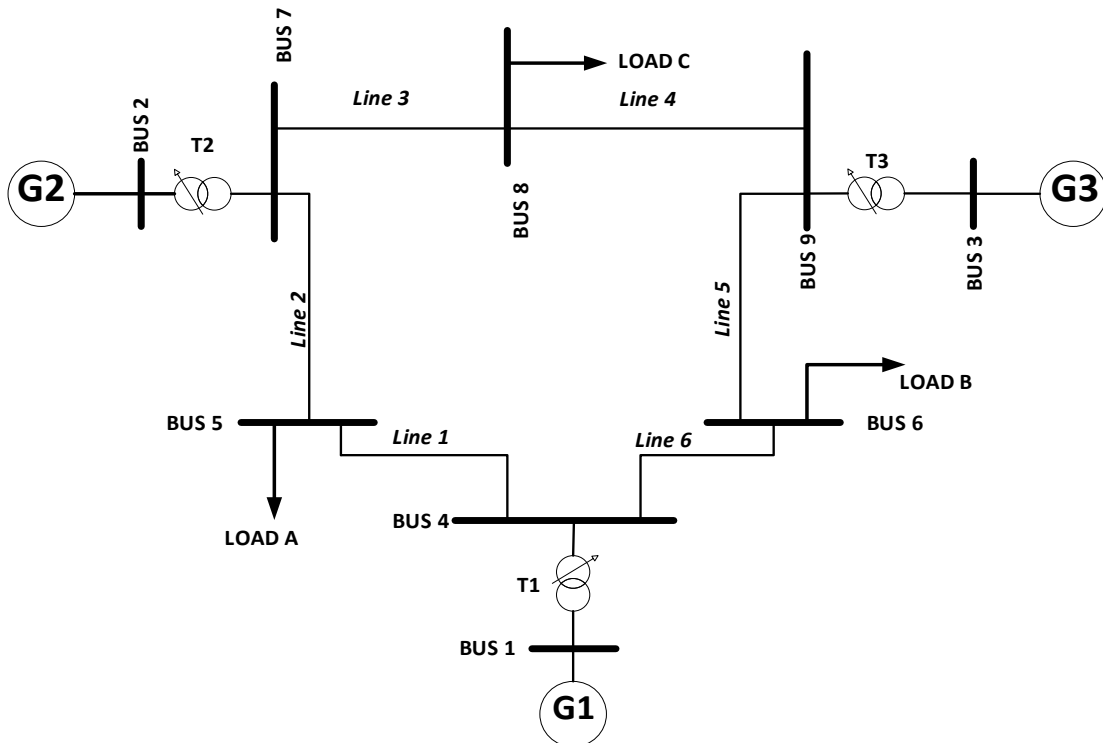 BUS 7
LOAD C
Line 3
Line 4
BUS 2
T2
T3
G2
G3
BUS 8
BUS 9
BUS 3
Line 2
Line 5
LOAD B
BUS 5
BUS 6
Line 1
Line 6
BUS 4
LOAD A
T1
BUS 1
G1